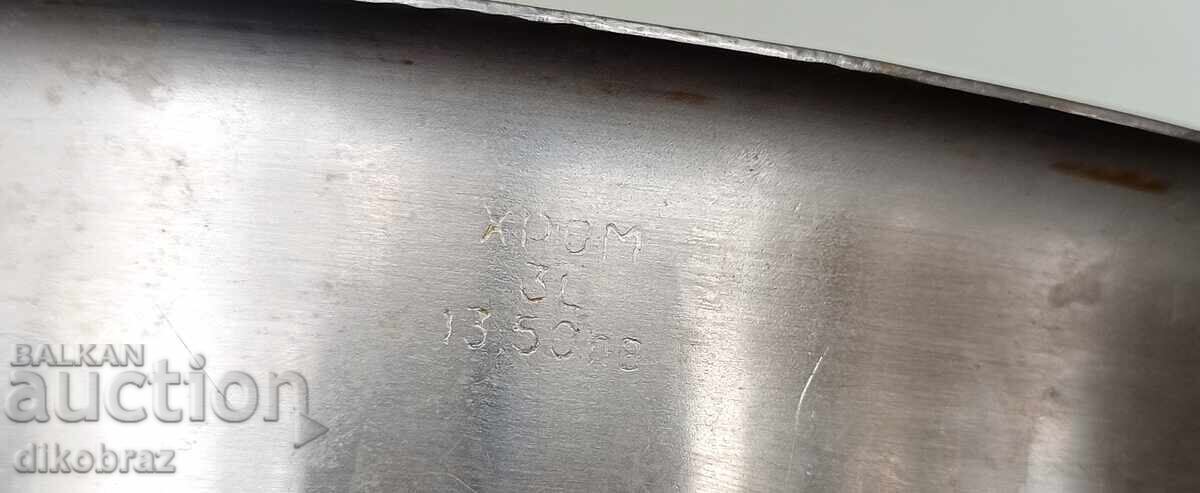 ХРОМ
3L
13,50лв
BALKAN
auction
dikobraz